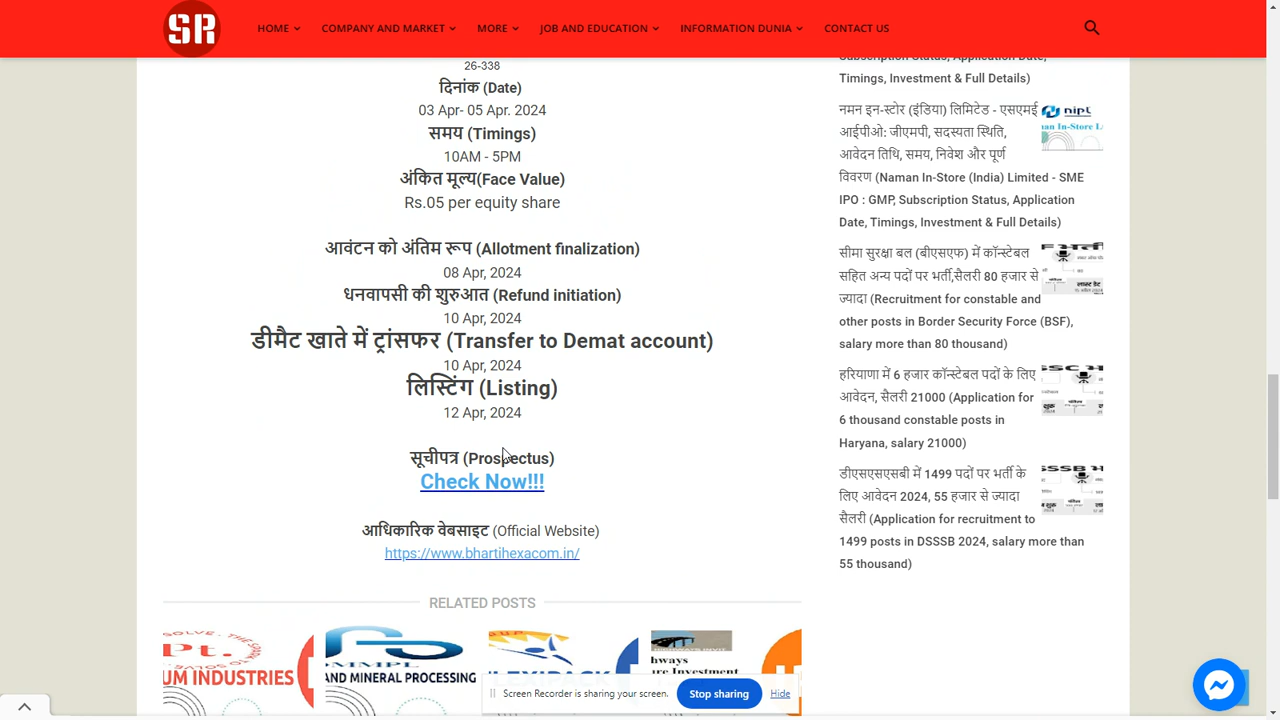 SR
HOME
COMPANY AND MARKET
MORE
JOB AND EDUCATION
INFORMATION DUNIA
CONTACT US
26-338
दिनांक (Date)
03 Apr- 05 Apr. 2024
समय (Timings)
10AM - 5PM
अंकित मूल्य(Face Value)
Rs.05 per equity share
आवंटन को अंतिम रूप (Allotment finalization)
08 Apr, 2024
धनवापसी की शुरुआत (Refund initiation)
10 Apr, 2024
डीमैट खाते में ट्रांसफर (Transfer to Demat account)
10 Apr, 2024
लिस्टिंग (Listing)
12 Apr, 2024
सूचीपत्र (Prospectus)
Check Now!!!
आधिकारिक वेबसाइट (Official Website)
https://www.bhartihexacom.in/
RELATED POSTS
UM INDUSTRIES
AND MINERAL PROCESSING
Screen Recorder is sharing your screen.
Stop sharing
Hide
Subscription Status, Application Date,
Timings, Investment & Full Details)
नमन इन-स्टोर (इंडिया) लिमिटेड - एसएमई
आईपीओ: जीएमपी, सदस्यता स्थिति,
आवेदन तिथि, समय, निवेश और पूर्ण
विवरण (Naman In-Store (India) Limited - SME
IPO : GMP, Subscription Status, Application
Date, Timings, Investment & Full Details)
सीमा सुरक्षा बल (बीएसएफ) में कॉन्स्टेबल
सहित अन्य पदों पर भर्ती,सैलरी 80 हजार से
ज्यादा (Recruitment for constable and
other posts in Border Security Force (BSF),
salary more than 80 thousand)
हरियाणा में 6 हजार कॉन्स्टेबल पदों के लिए
आवेदन, सैलरी 21000 (Application for
6 thousand constable posts in
Haryana, salary 21000)
डीएसएसएसबी में 1499 पदों पर भर्ती के
लिए आवेदन 2024, 55 हजार से ज्यादा
सैलरी (Application for recruitment to
1499 posts in DSSSB 2024, salary more than
55 thousand)